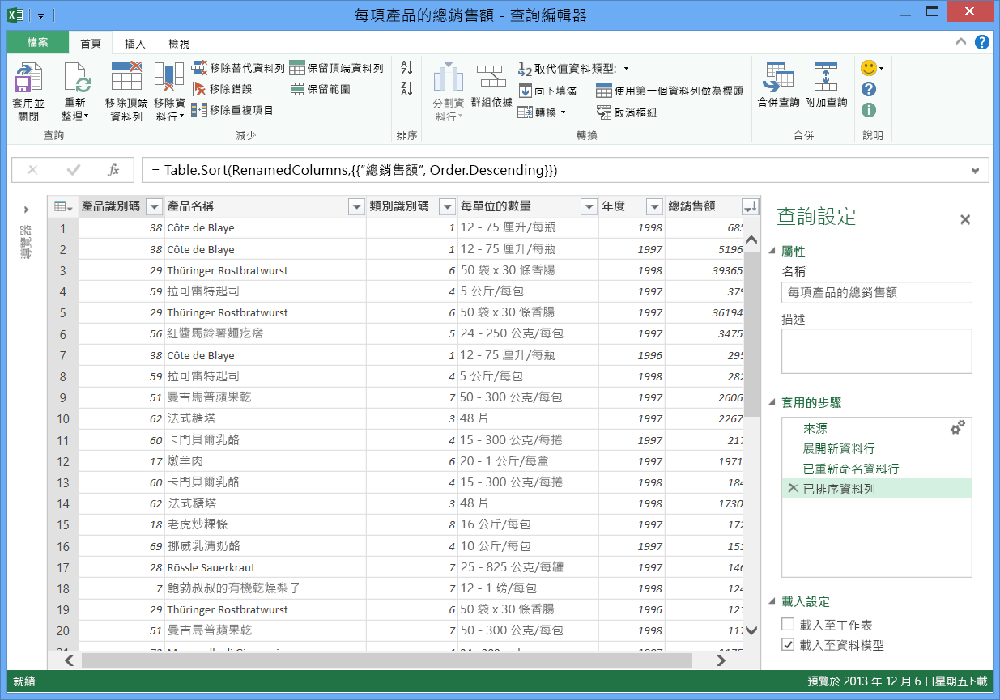 每項產品的總銷售額 - 查詢編輯器
檔案 首頁 插入 檢視
套用並關閉
重新整理
查詢
移除頂端資料列
移除資料行
移除替代資料列
移除錯誤
移除重複項目
保留頂端資料列
保留範圍
減少
排序
分割資料行
群組依據
取代值資料類型:
向下填滿
轉換
使用第一個資料列做為標頭
取消樞紐
轉換
合併查詢
附加查詢
合併
說明
fx = Table.Sort(RenamedColumns,{{"總銷售額", Order.Descending}})
導覽器
產品識別碼 產品名稱 類別識別碼 每單位的數量 年度 總銷售額
1 38 Côte de Blaye 1 12 - 75 厘升/每瓶 1998 685
2 38 Côte de Blaye 1 12 - 75 厘升/每瓶 1997 5196
3 29 Thüringer Rostbratwurst 6 50 袋 x 30 條香腸 1998 39365
4 59 拉可雷特起司 4 5 公斤/每包 1997 379
5 29 Thüringer Rostbratwurst 6 50 袋 x 30 條香腸 1997 36194
6 56 紅醬馬鈴薯麵疙瘩 5 24 - 250 公克/每包 1997 3475
7 38 Côte de Blaye 1 12 - 75 厘升/每瓶 1996 295
8 59 拉可雷特起司 4 5 公斤/每包 1998 282
9 51 曼吉馬普蘋果乾 7 50 - 300 公克/每包 1997 2606
10 62 法式糖塔 3 48 片 1997 2267
11 60 卡門貝爾乳酪 4 15 - 300 公克/每捲 1997 217
12 17 燉羊肉 6 20 - 1 公斤/每盒 1997 1971
13 60 卡門貝爾乳酪 4 15 - 300 公克/每捲 1998 184
14 62 法式糖塔 3 48 片 1998 1730
15 18 老虎炒粿條 8 16 公斤/每包 1997 172
16 69 挪威乳清奶酪 4 10 公斤/每包 1997 151
17 28 Rössle Sauerkraut 7 25 - 825 公克/每罐 1997 146
18 7 鮑勃叔叔的有機乾燥梨子 7 12 - 1 磅/每包 1998 124
19 29 Thüringer Rostbratwurst 6 50 袋 x 30 條香腸 1996 121
20 51 曼吉馬普蘋果乾 7 50 - 300 公克/每包 1998 117
查詢設定
屬性
名稱
每項產品的總銷售額
描述
套用的步驟
來源
展開新資料行
已重新命名資料行
已排序資料列
載入設定
載入至工作表
載入至資料模型
就緒 預覽於 2013 年 12 月 6 日星期五下載